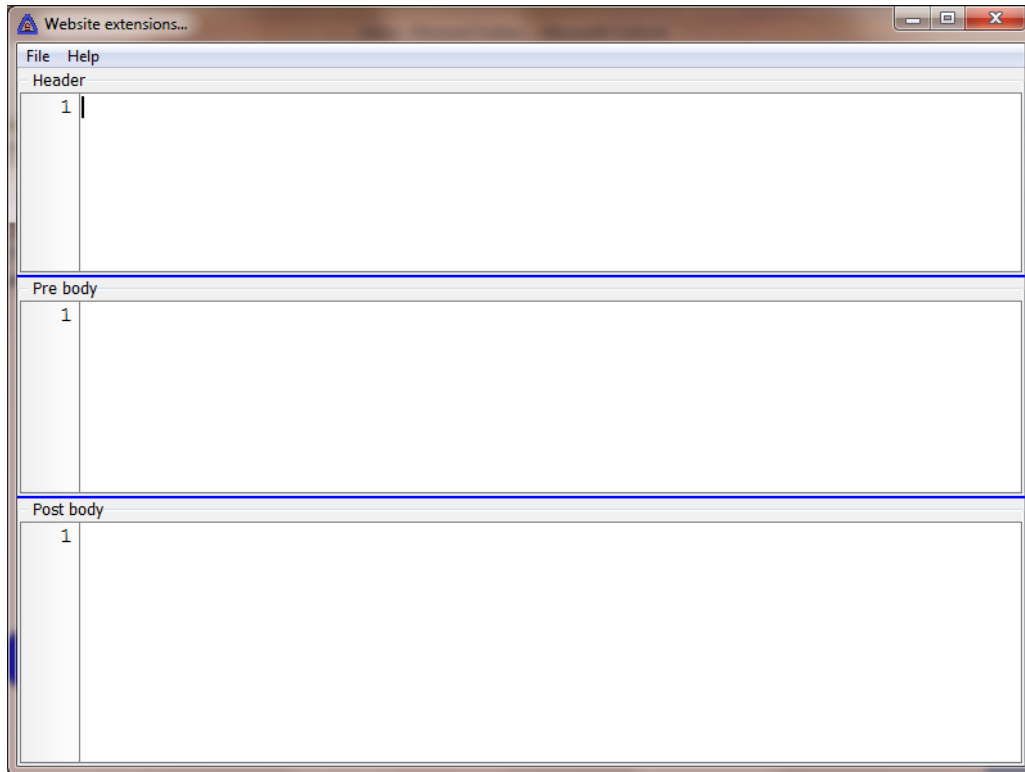 Website extensions...
File Help
Header
1
Pre body
1
Post body
1